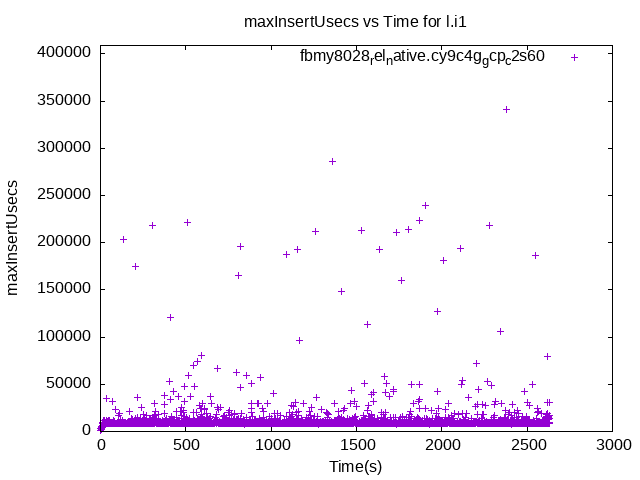 maxInsertUsecs vs Time for l.i1
fbmy8028relnative.cy9c4ggcpc2s60
400000
350000
300000
250000
200000
150000
100000
50000
0
maxInsertUsecs
0 500 1000 1500 2000 2500 3000
Time(s)